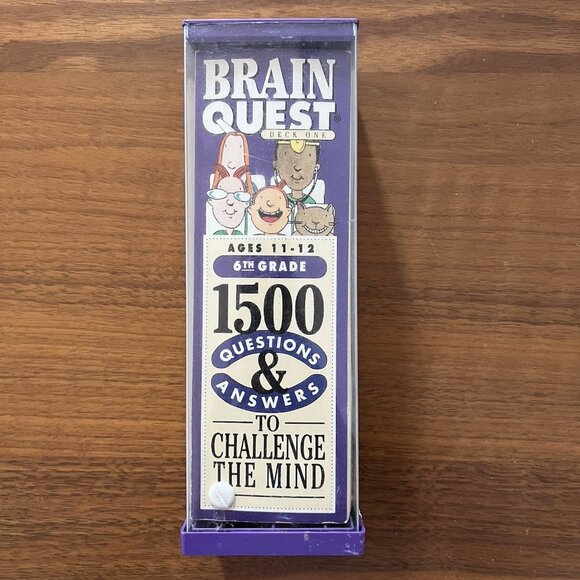 BRAIN
QUEST®
DECK ONE
AGES 11-12
6TH GRADE
1500
QUESTIONS
&
ANSWERS
TO
CHALLENGE
THE MIND